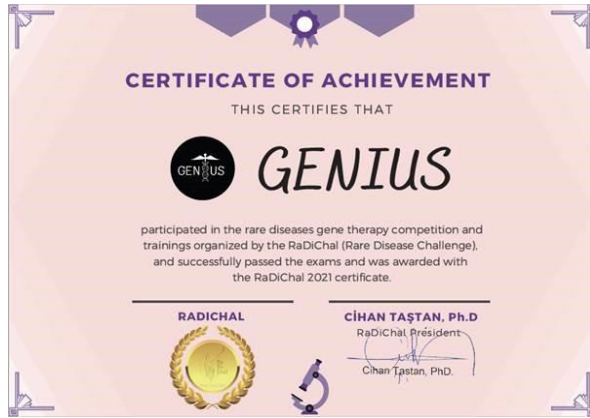 CERTIFICATE OF ACHIEVEMENT
THIS CERTIFIES THAT
GENIUS
GENIUS
participated in the rare diseases gene therapy competition and
trainings organized by the RaDiChal (Rare Disease Challenge),
and successfully passed the exams and was awarded with
the RaDiChal 2021 certificate.
RADICHAL
CİHAN TAŞTAN, Ph.D
RaDiChal President
Cihan Taştan, PhD.